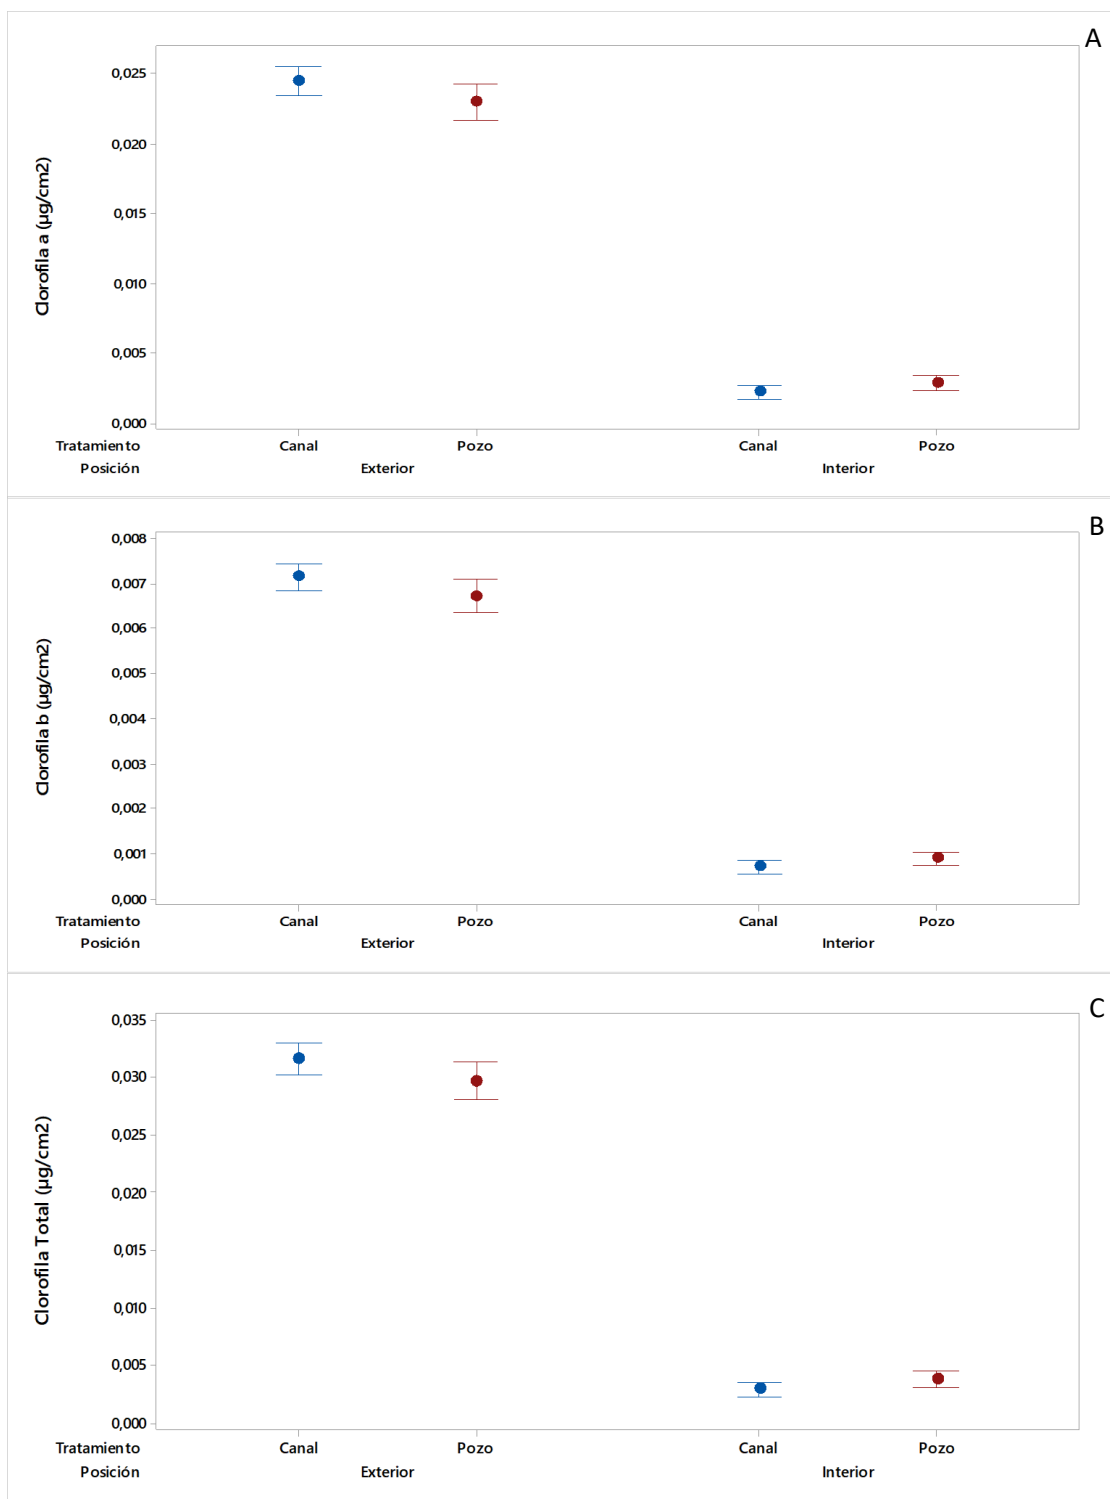 A
Clorofila a (µg/cm2)
0,025
0,020
0,015
0,010
0,005
0,000
Tratamiento Canal Pozo Canal Pozo
Posición Exterior Interior
B
Clorofila b (µg/cm2)
0,008
0,007
0,006
0,005
0,004
0,003
0,002
0,001
0,000
Tratamiento Canal Pozo Canal Pozo
Posición Exterior Interior
C
Clorofila Total (µg/cm2)
0,035
0,030
0,025
0,020
0,015
0,010
0,005
0,000
Tratamiento Canal Pozo Canal Pozo
Posición Exterior Interior